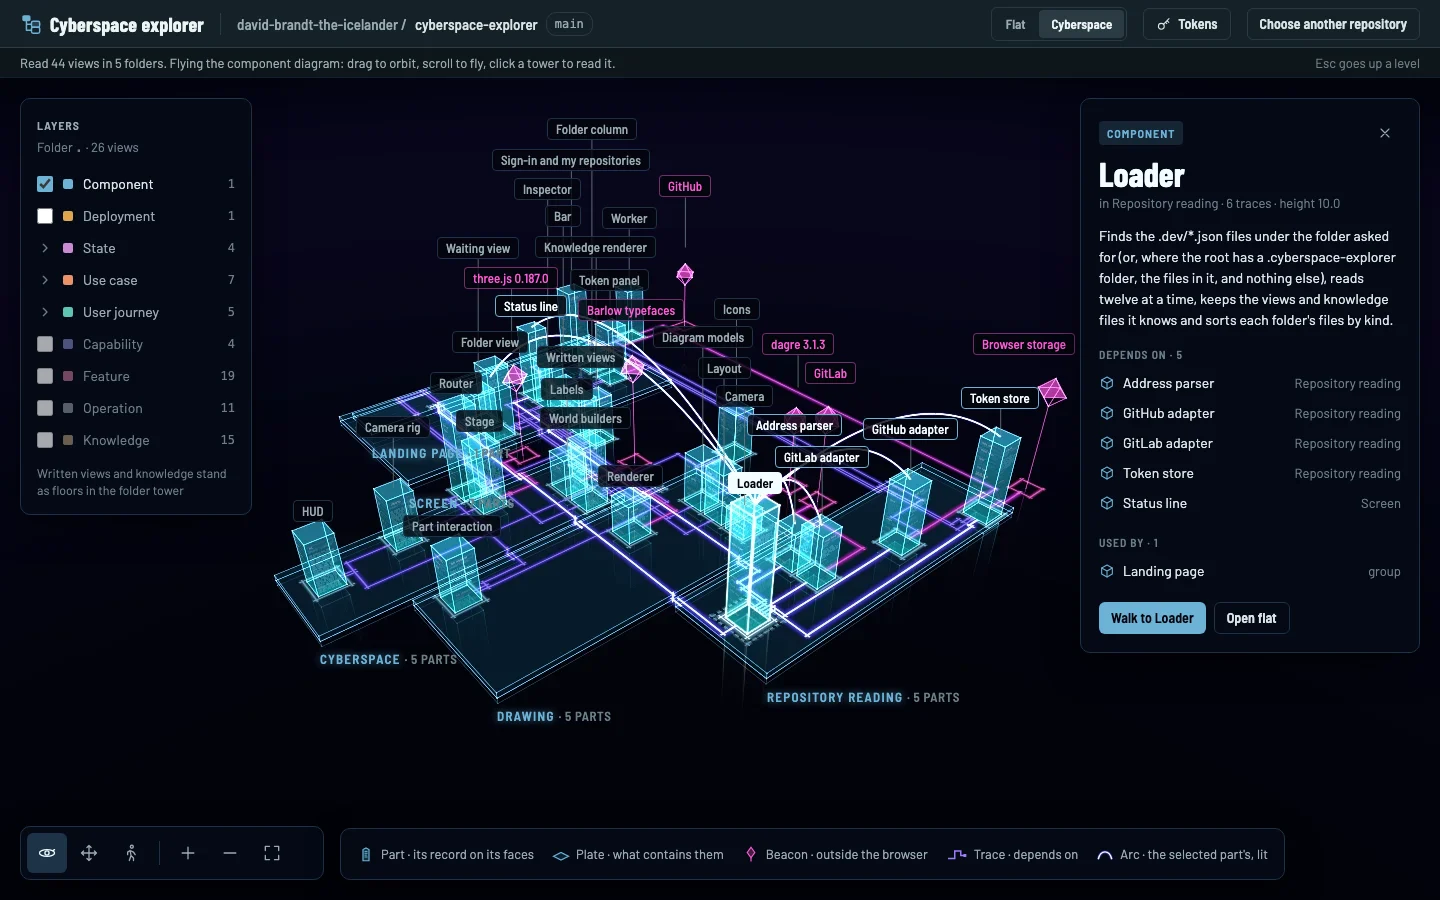 Cyberspace explorer
david-brandt-the-icelander / cyberspace-explorer main
Flat Cyberspace
Tokens
Choose another repository
Read 44 views in 5 folders. Flying the component diagram: drag to orbit, scroll to fly, click a tower to read it.
Esc goes up a level
LAYERS
Folder . · 26 views
Component 1
Deployment 1
State 4
Use case 7
User journey 5
Capability 4
Feature 19
Operation 11
Knowledge 15
Written views and knowledge stand
as floors in the folder tower
Folder column
Sign-in and my repositories
Inspector
GitHub
Bar
Worker
Waiting view
Knowledge renderer
three.js 0.187.0
Token panel
Status line
Barlow typefaces
Icons
Folder view
Diagram models
dagre 3.1.3
Browser storage
Written views
Layout
GitLab
Router
Labels
Camera
Token store
Camera rig
Stage
World builders
Address parser
GitHub adapter
LANDING PAGE
GitLab adapter
Renderer
Loader
SCREEN
HUD
Part interaction
CYBERSPACE · 5 PARTS
REPOSITORY READING · 5 PARTS
DRAWING · 5 PARTS
COMPONENT
Loader
in Repository reading · 6 traces · height 10.0
Finds the .dev/*.json files under the folder asked
for (or, where the root has a .cyberspace-explorer
folder, the files in it, and nothing else), reads
twelve at a time, keeps the views and knowledge
files it knows and sorts each folder's files by kind.
DEPENDS ON · 5
Address parser Repository reading
GitHub adapter Repository reading
GitLab adapter Repository reading
Token store Repository reading
Status line Screen
USED BY · 1
Landing page group
Walk to Loader
Open flat
Part · its record on its faces
Plate · what contains them
Beacon · outside the browser
Trace · depends on
Arc · the selected part's, lit